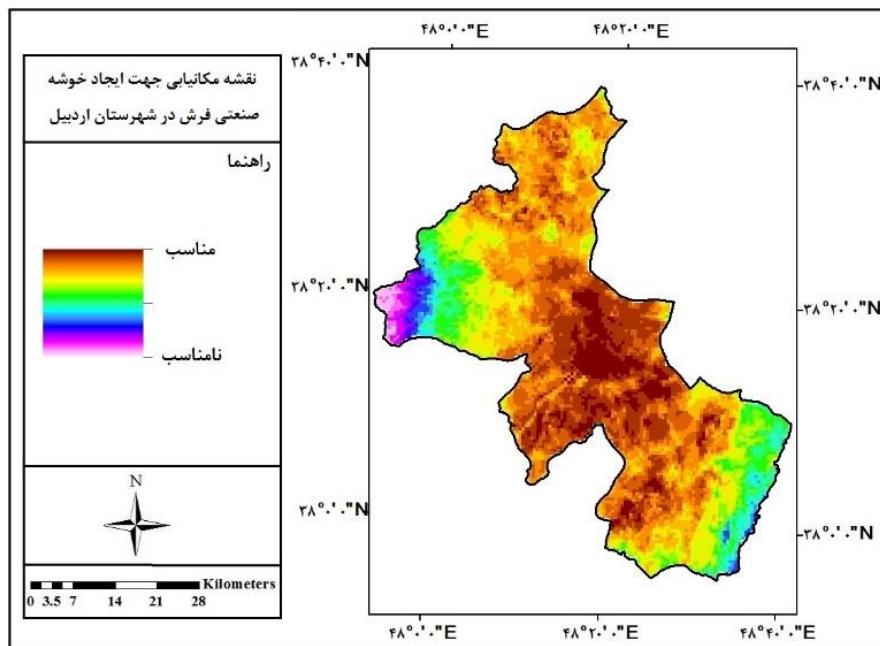 نقشه مکانیابی جهت ایجاد خوشه
صنعتی فرش در شهرستان اردبیل
راهنما
مناسب
نامناسب
N
Kilometers
0 3.5 7 14 21 28
۴۸°۰'۰"E ۴۸°۲۰'۰"E
۳۸°۴۰'۰"N ۳۸°۴۰'۰"N
۳۸°۲۰'۰"N ۳۸°۲۰'۰"N
۳۸°۰'۰"N ۳۸°۰'۰"N
۴۸°۰'۰"E ۴۸°۲۰'۰"E ۴۸°۴۰'۰"E